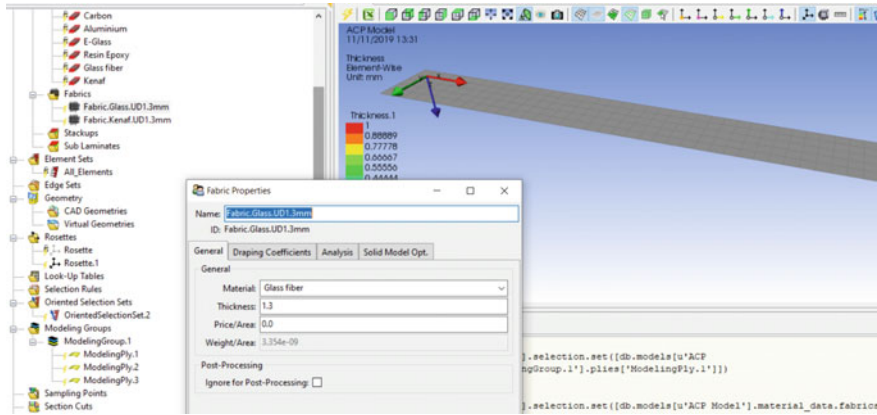 Carbon
Aluminium
E-Glass
Resin Epoxy
Glass fiber
Kenaf
Fabrics
Fabric.Glass.UD1.3mm
Fabric.Kenaf.UD1.3mm
Stackups
Sub Laminates
Element Sets
All_Elements
Edge Sets
Geometry
CAD Geometries
Virtual Geometries
Rosettes
Rosette
Rosette.1
Look-Up Tables
Selection Rules
Oriented Selection Sets
OrientedSelectionSet.2
Modeling Groups
ModelingGroup.1
ModelingPly.1
ModelingPly.2
ModelingPly.3
Sampling Points
Section Cuts
ACP Model
11/11/2019 13:31
Thickness
Element-Wise
Unit: mm
Thickness.1
1
0.88889
0.77778
0.66667
0.55556
0.44444
Fabric Properties
Name: Fabric.Glass.UD1.3mm
ID: Fabric.Glass.UD1.3mm
General Draping Coefficients Analysis Solid Model Opt.
General
Material: Glass fiber
Thickness: 1.3
Price/Area: 0.0
Weight/Area: 3.354e-09
Post-Processing
Ignore for Post-Processing:
].selection.set([db.models[u'ACP
ngGroup.1'].plies['ModelingPly.1']])
].selection.set([db.models[u'ACP Model'].material_data.fabrics